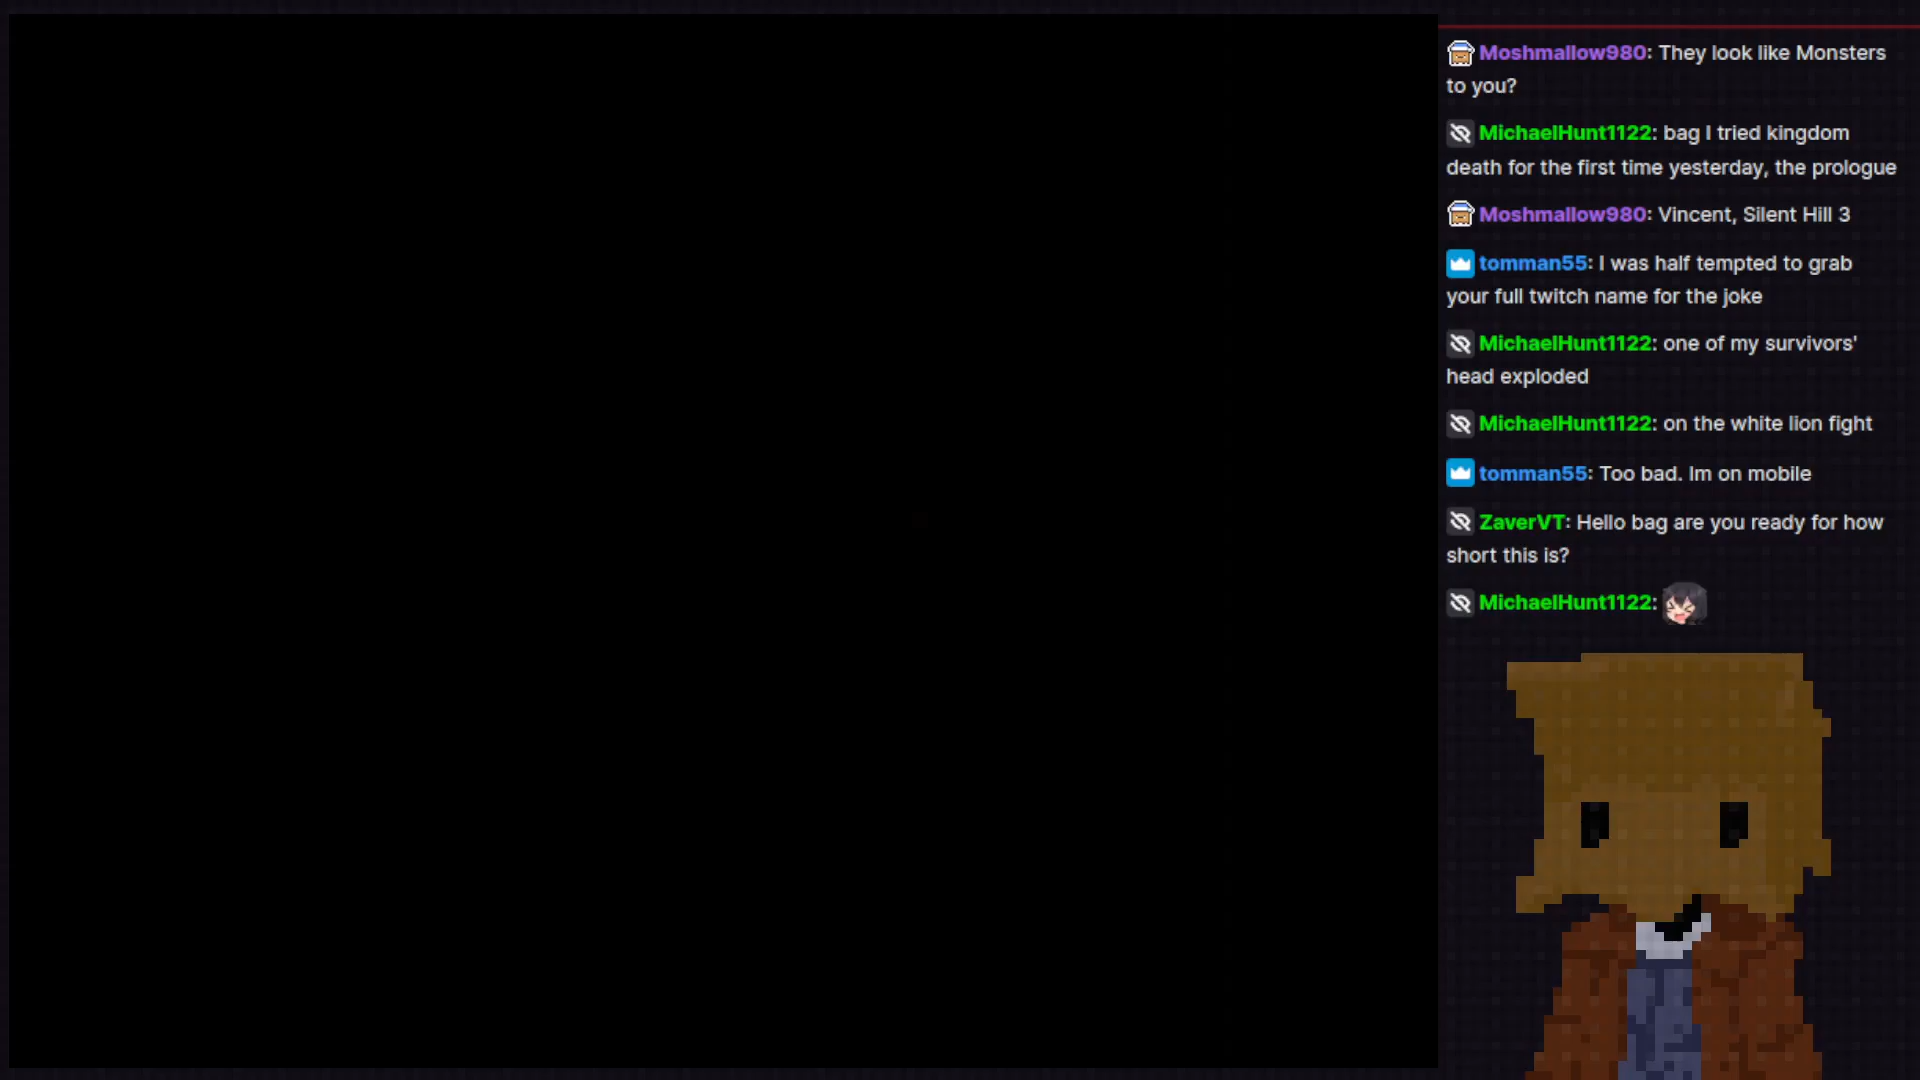 Moshmallow980: They look like Monsters
to you?
MichaelHunt1122: bag I tried kingdom
death for the first time yesterday, the prologue
Moshmallow980: Vincent, Silent Hill 3
tomman55: I was half tempted to grab
your full twitch name for the joke
MichaelHunt1122: one of my survivors'
head exploded
MichaelHunt1122: on the white lion fight
tomman55: Too bad. Im on mobile
ZaverVT: Hello bag are you ready for how
short this is?
MichaelHunt1122: